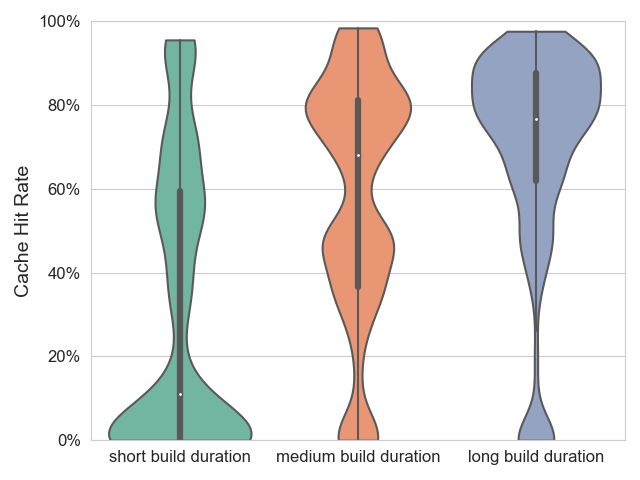 100%
80%
60%
40%
20%
0%
Cache Hit Rate
short build duration
medium build duration
long build duration